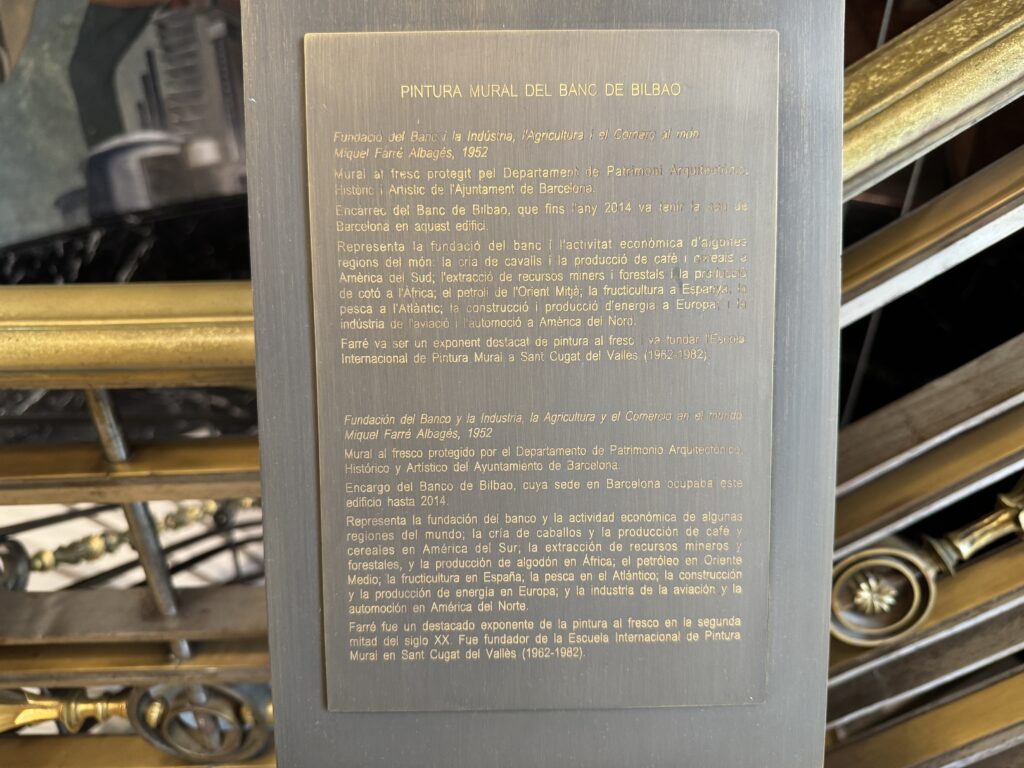 PINTURA MURAL DEL BANC DE BILBAO
Fundació del Banc i la Indústria, l'Agricultura i el Comerç al món
Miquel Farré Albagés, 1952
Mural al fresc protegit pel Departament de Patrimoni Arquitectònic,
Històric i Artístic de l'Ajuntament de Barcelona.
Encàrrec del Banc de Bilbao, que fins l'any 2014 va tenir la seu de
Barcelona en aquest edifici.
Representa la fundació del banc i l'activitat econòmica d'algunes
regions del món: la cria de cavalls i la producció de cafè i cereals a
Amèrica del Sud; l'extracció de recursos miners i forestals i la producció
de cotó a l'Àfrica; el petroli de l'Orient Mitjà; la fructicultura a Espanya; la
pesca a l'Atlàntic; la construcció i producció d'energia a Europa; i la
indústria de l'aviació i l'automoció a Amèrica del Nord.
Farré va ser un exponent destacat de pintura al fresc i va fundar l'Escola
Internacional de Pintura Mural a Sant Cugat del Vallès (1962-1982).
Fundación del Banco y la Industria, la Agricultura y el Comercio en el mundo
Miquel Farré Albagés, 1952
Mural al fresco protegido por el Departamento de Patrimonio Arquitectónico,
Histórico y Artístico del Ayuntamiento de Barcelona.
Encargo del Banco de Bilbao, cuya sede en Barcelona ocupaba este
edificio hasta 2014.
Representa la fundación del banco y la actividad económica de algunas
regiones del mundo; la cría de caballos y la producción de café y
cereales en América del Sur; la extracción de recursos mineros y
forestales, y la producción de algodón en África; el petróleo en Oriente
Medio; la fructicultura en España; la pesca en el Atlántico; la construcción
y la producción de energía en Europa; y la industria de la aviación y la
automoción en América del Norte.
Farré fue un destacado exponente de la pintura al fresco en la segunda
mitad del siglo XX. Fue fundador de la Escuela Internacional de Pintura
Mural en Sant Cugat del Vallès (1962-1982).